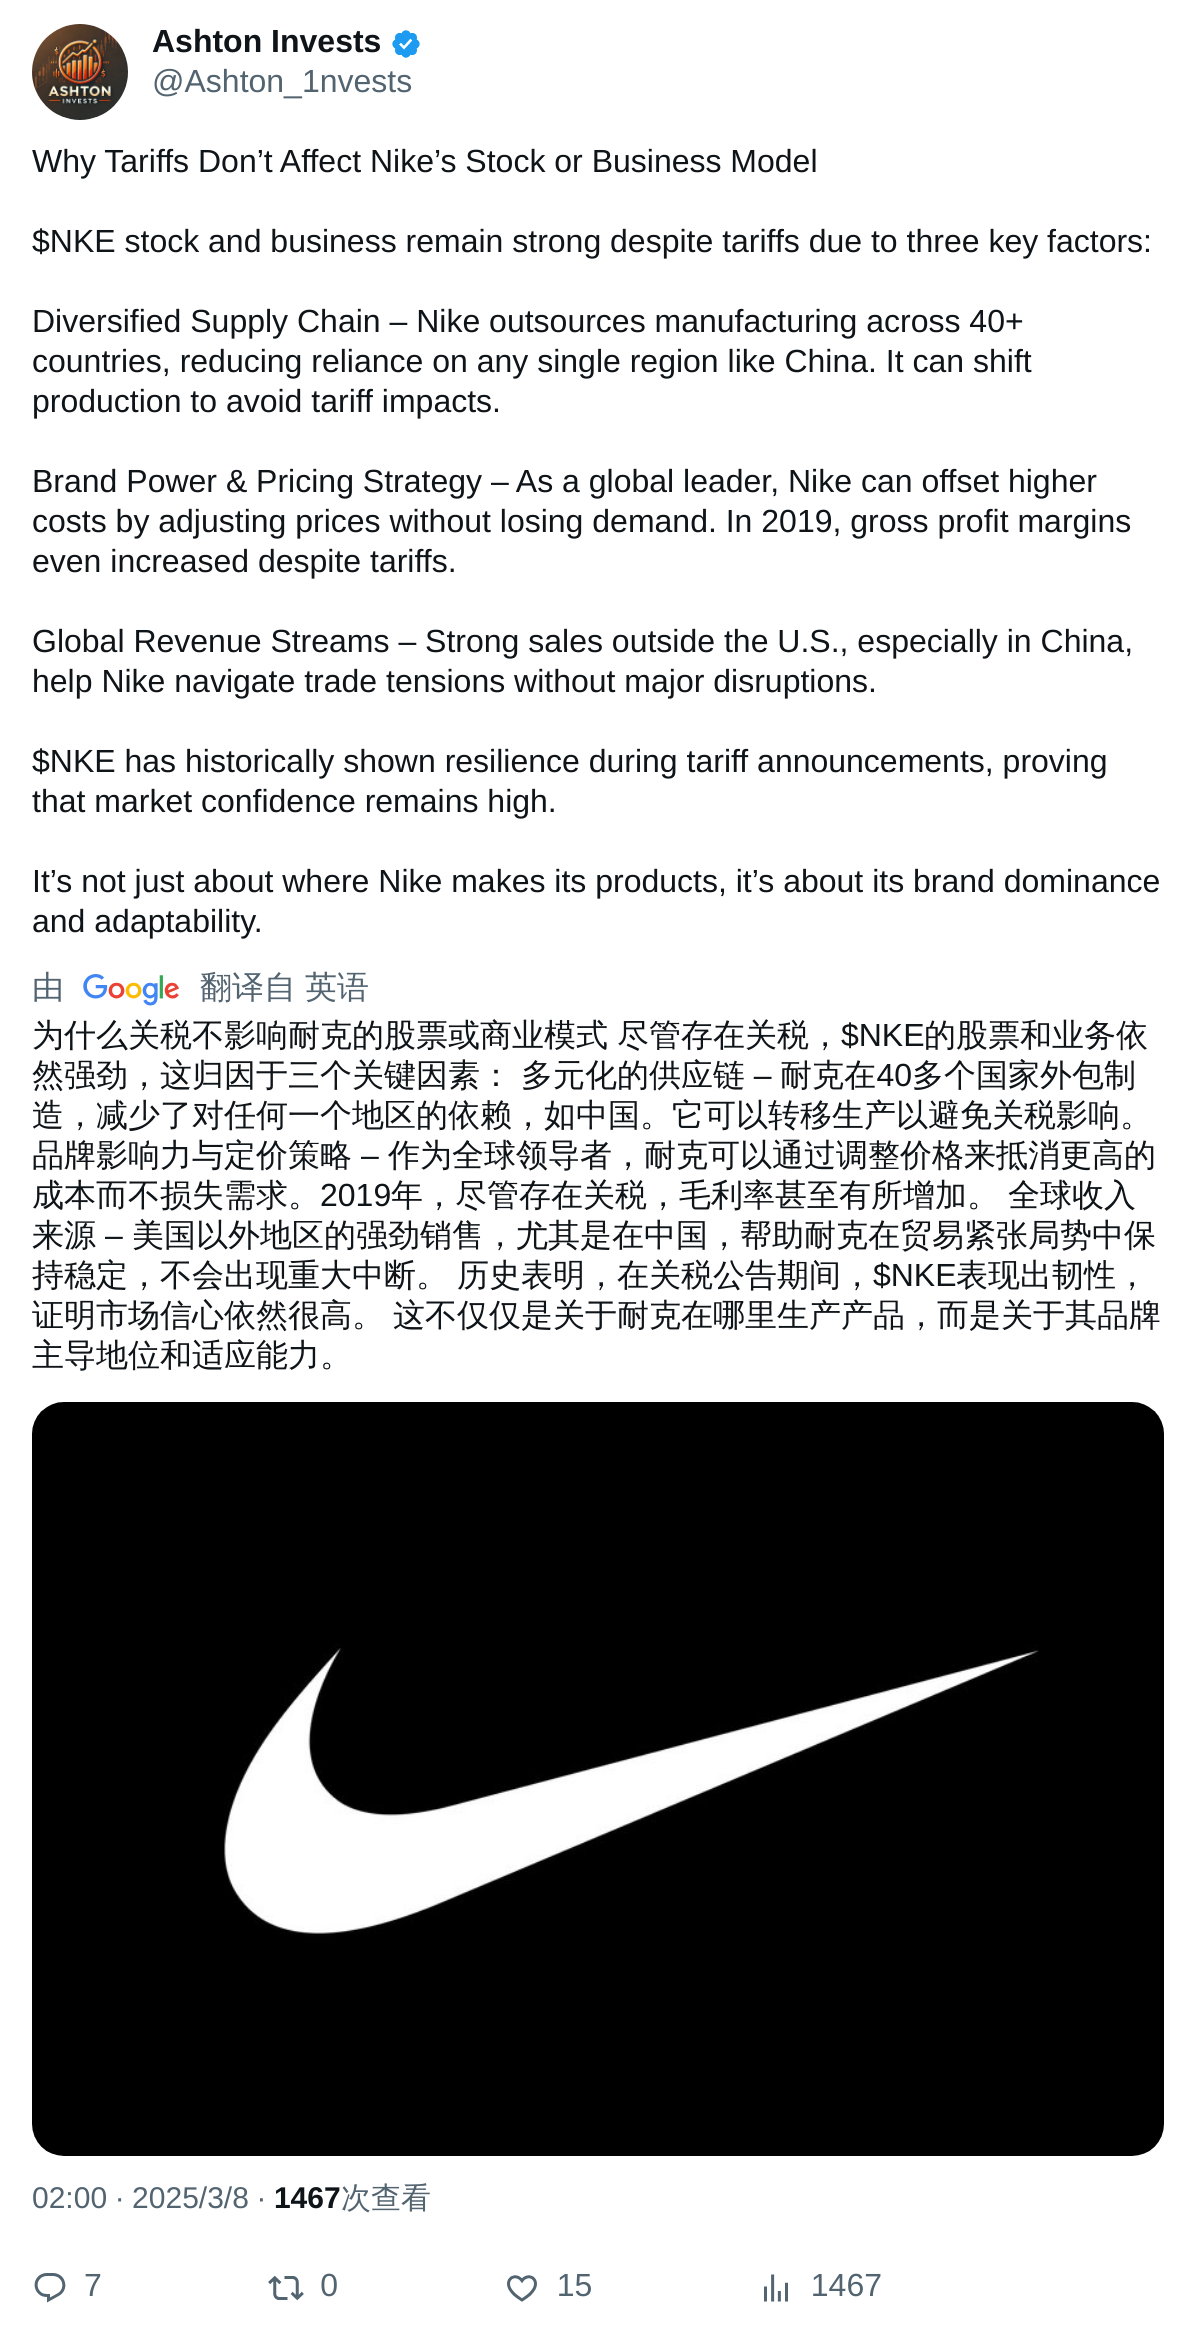 ASHTON
INVESTS
Ashton Invests
@Ashton_1nvests
Why Tariffs Don’t Affect Nike’s Stock or Business Model
$NKE stock and business remain strong despite tariffs due to three key factors:
Diversified Supply Chain – Nike outsources manufacturing across 40+
countries, reducing reliance on any single region like China. It can shift
production to avoid tariff impacts.
Brand Power & Pricing Strategy – As a global leader, Nike can offset higher
costs by adjusting prices without losing demand. In 2019, gross profit margins
even increased despite tariffs.
Global Revenue Streams – Strong sales outside the U.S., especially in China,
help Nike navigate trade tensions without major disruptions.
$NKE has historically shown resilience during tariff announcements, proving
that market confidence remains high.
It’s not just about where Nike makes its products, it’s about its brand dominance
and adaptability.
由 Google 翻译自 英语
为什么关税不影响耐克的股票或商业模式 尽管存在关税，$NKE的股票和业务依
然强劲，这归因于三个关键因素： 多元化的供应链 – 耐克在40多个国家外包制
造，减少了对任何一个地区的依赖，如中国。它可以转移生产以避免关税影响。
品牌影响力与定价策略 – 作为全球领导者，耐克可以通过调整价格来抵消更高的
成本而不损失需求。2019年，尽管存在关税，毛利率甚至有所增加。 全球收入
来源 – 美国以外地区的强劲销售，尤其是在中国，帮助耐克在贸易紧张局势中保
持稳定，不会出现重大中断。 历史表明，在关税公告期间，$NKE表现出韧性，
证明市场信心依然很高。 这不仅仅是关于耐克在哪里生产产品，而是关于其品牌
主导地位和适应能力。
02:00 · 2025/3/8 · 1467次查看
7 0 15 1467